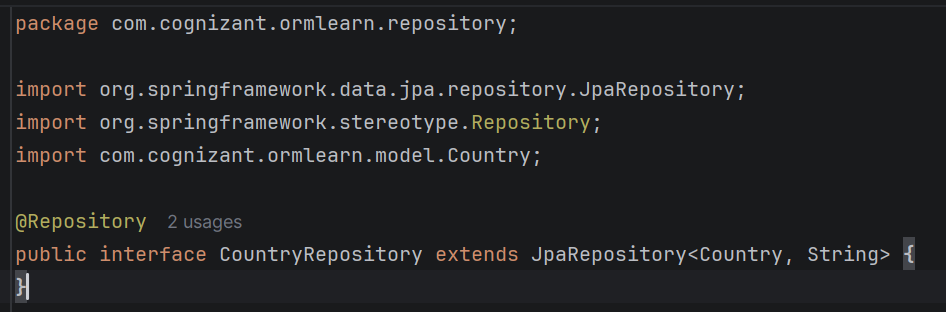 package com.cognizant.ormlearn.repository;
import org.springframework.data.jpa.repository.JpaRepository;
import org.springframework.stereotype.Repository;
import com.cognizant.ormlearn.model.Country;
@Repository 2 usages
public interface CountryRepository extends JpaRepository<Country, String> {
}